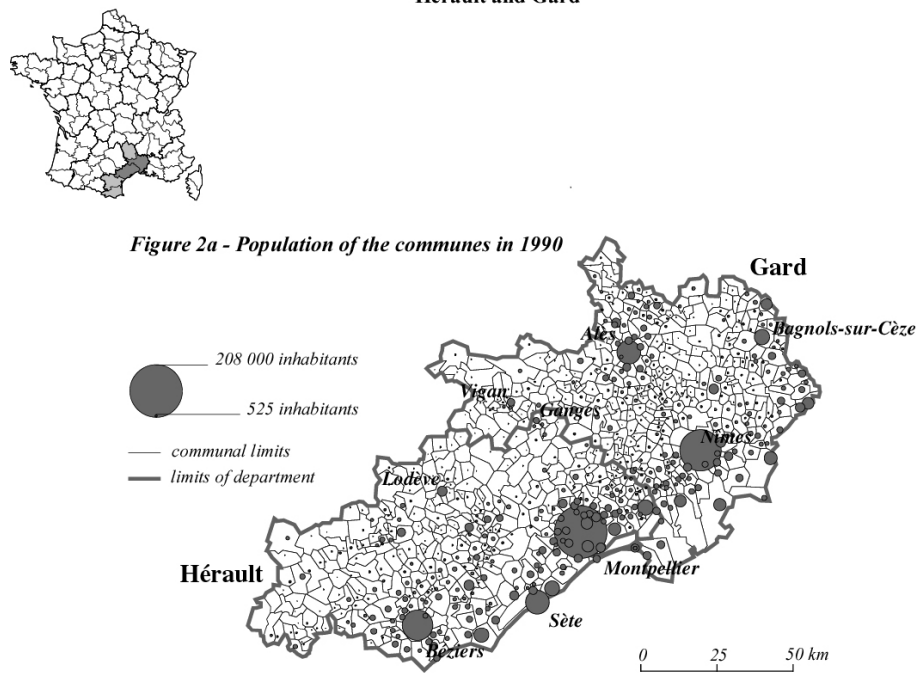 Hérault and Gard
Figure 2a - Population of the communes in 1990
Gard
Alès
Bagnols-sur-Cèze
208 000 inhabitants
525 inhabitants
Vigan
Ganges
Nîmes
communal limits
limits of department
Lodève
Hérault
Montpellier
Sète
Béziers
0 25 50 km